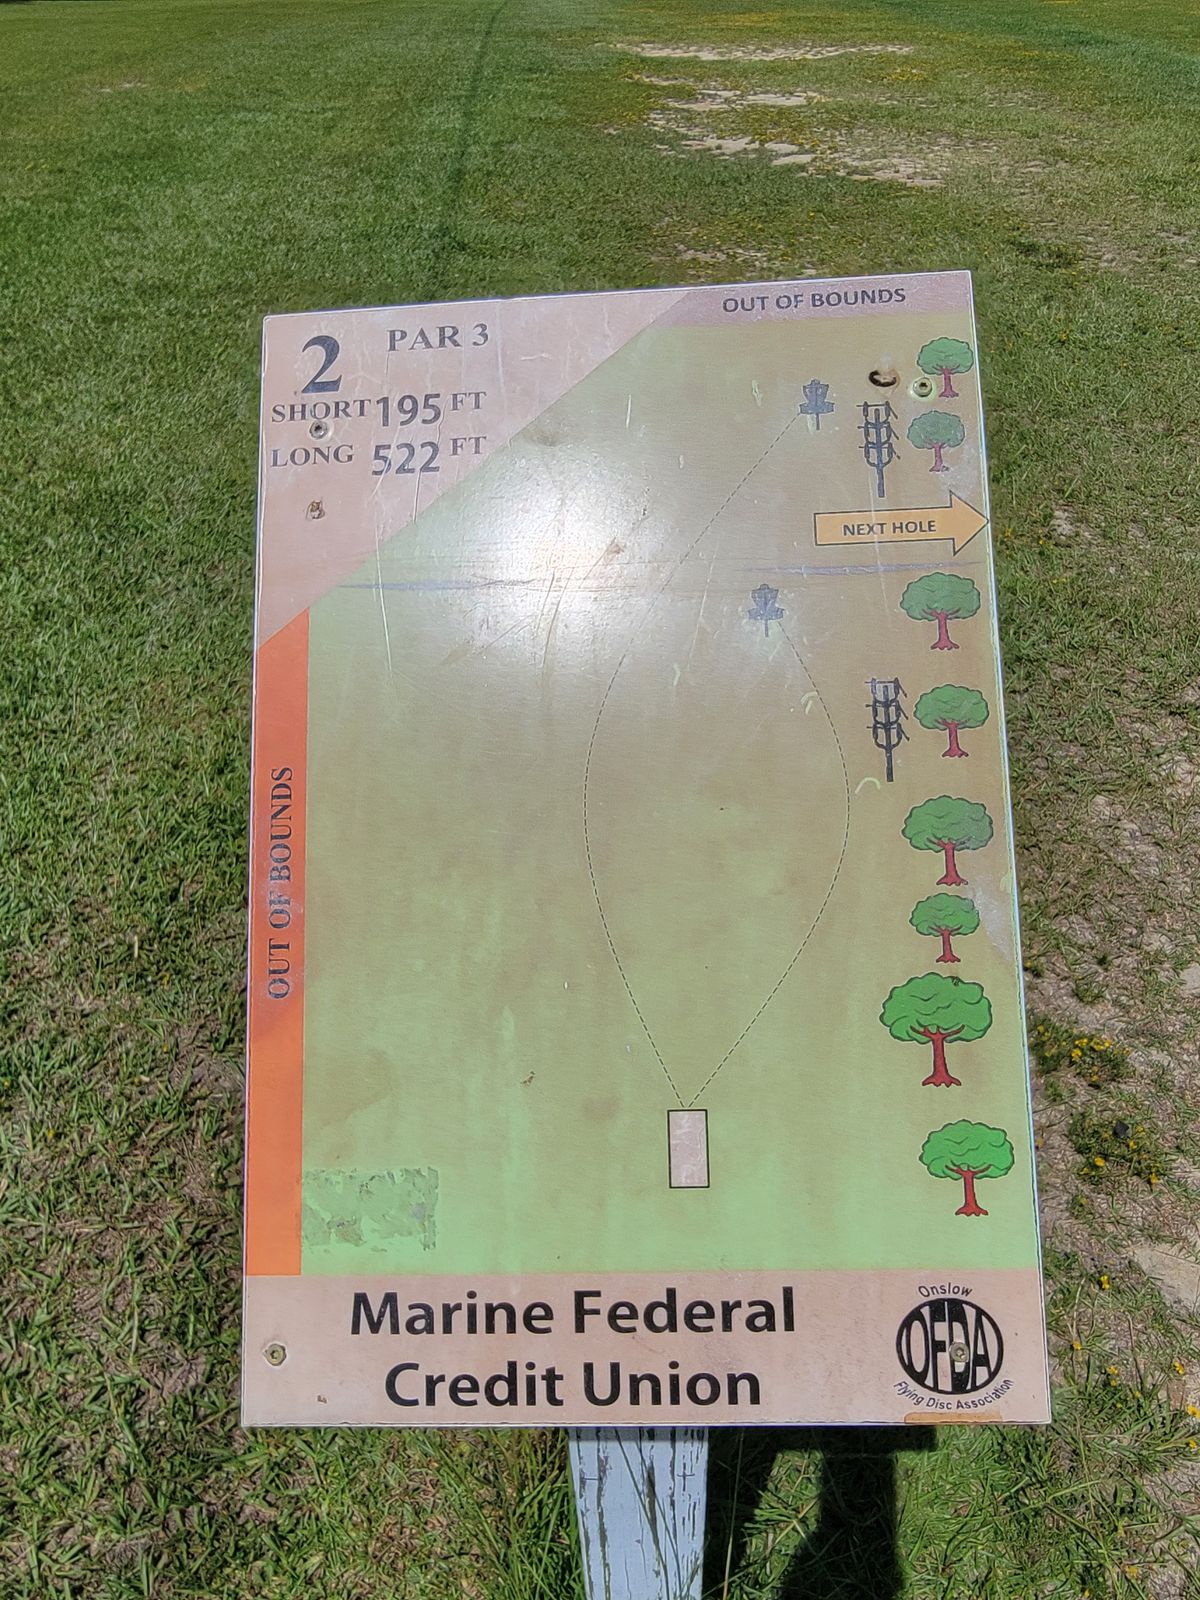 OUT OF BOUNDS
2
PAR 3
SHORT 195 FT
LONG 522 FT
NEXT HOLE
OUT OF BOUNDS
Marine Federal
Credit Union
Onslow
OFDA
Flying Disc Association